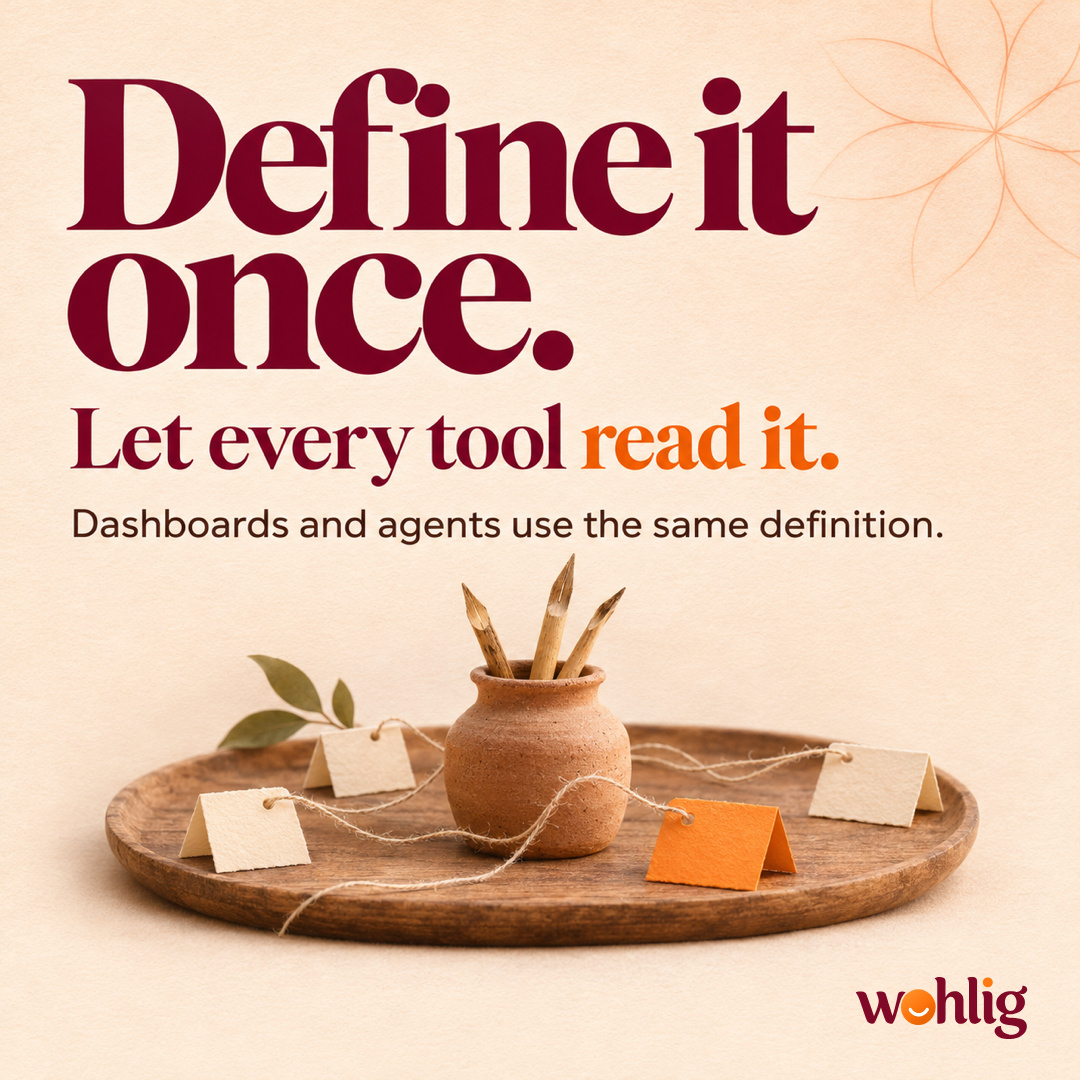 Define it
once.
Let every tool read it.
Dashboards and agents use the same definition.
wohlig